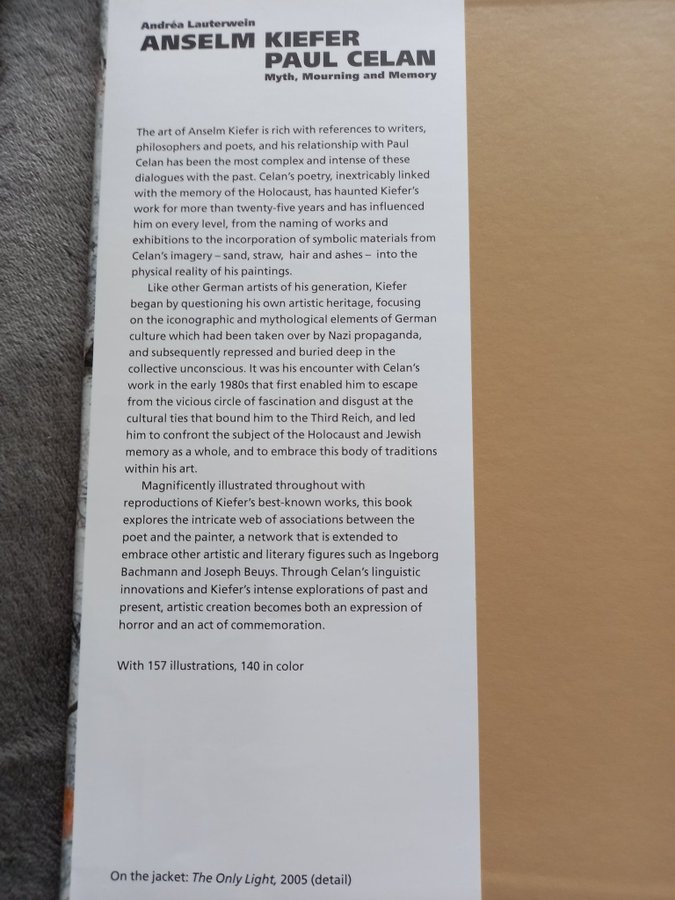 Andréa Lauterwein
ANSELM KIEFER
PAUL CELAN
Myth, Mourning and Memory
The art of Anselm Kiefer is rich with references to writers,
philosophers and poets, and his relationship with Paul
Celan has been the most complex and intense of these
dialogues with the past. Celan's poetry, inextricably linked
with the memory of the Holocaust, has haunted Kiefer's
work for more than twenty-five years and has influenced
him on every level, from the naming of works and
exhibitions to the incorporation of symbolic materials from
Celan's imagery – sand, straw, hair and ashes – into the
physical reality of his paintings.
Like other German artists of his generation, Kiefer
began by questioning his own artistic heritage, focusing
on the iconographic and mythological elements of German
culture which had been taken over by Nazi propaganda,
and subsequently repressed and buried deep in the
collective unconscious. It was his encounter with Celan's
work in the early 1980s that first enabled him to escape
from the vicious circle of fascination and disgust at the
cultural ties that bound him to the Third Reich, and led
him to confront the subject of the Holocaust and Jewish
memory as a whole, and to embrace this body of traditions
within his art.
Magnificently illustrated throughout with
reproductions of Kiefer's best-known works, this book
explores the intricate web of associations between the
poet and the painter, a network that is extended to
embrace other artistic and literary figures such as Ingeborg
Bachmann and Joseph Beuys. Through Celan's linguistic
innovations and Kiefer's intense explorations of past and
present, artistic creation becomes both an expression of
horror and an act of commemoration.
With 157 illustrations, 140 in color
On the jacket: The Only Light, 2005 (detail)